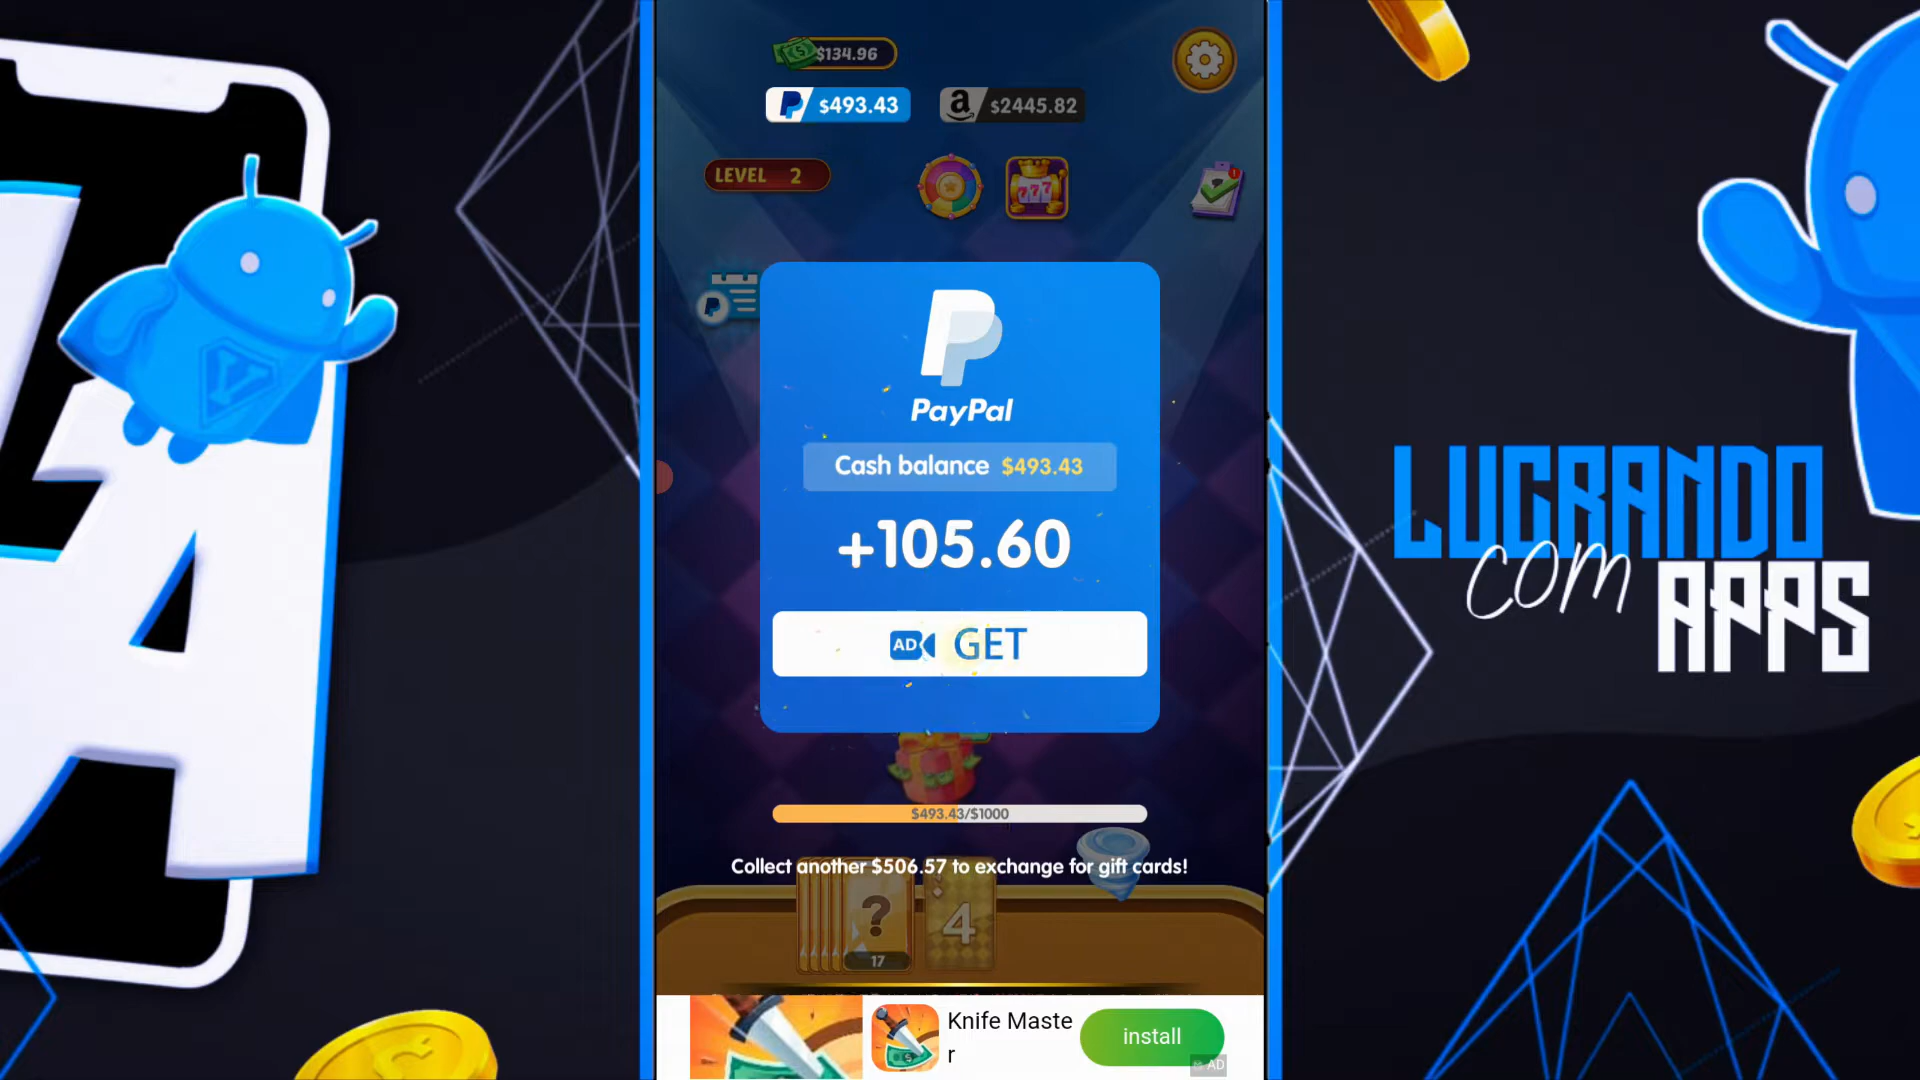 $134.96
$493.43
a $2445.82
LEVEL 2
777
PayPal
Cash balance $493.43
+105.60
AD GET
$493.43/$1000
Collect another $506.57 to exchange for gift cards!
?
4
17
Knife Maste
r
install
AD
LUCRANDO
com
APPS
A